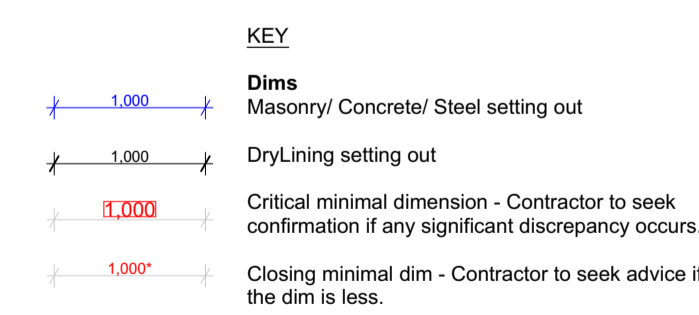 KEY
Dims
1,000
Masonry/ Concrete/ Steel setting out
1,000
DryLining setting out
1,000
Critical minimal dimension - Contractor to seek
confirmation if any significant discrepancy occurs.
1,000*
Closing minimal dim - Contractor to seek advice if
the dim is less.